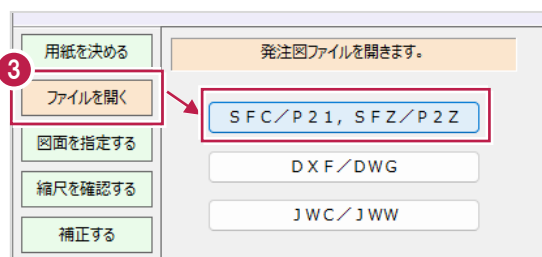 用紙を決める
発注図ファイルを開きます。
3
ファイルを開く
SFC/P21, SFZ/P2Z
図面を指定する
DXF/DWG
縮尺を確認する
JWC/JWW
補正する